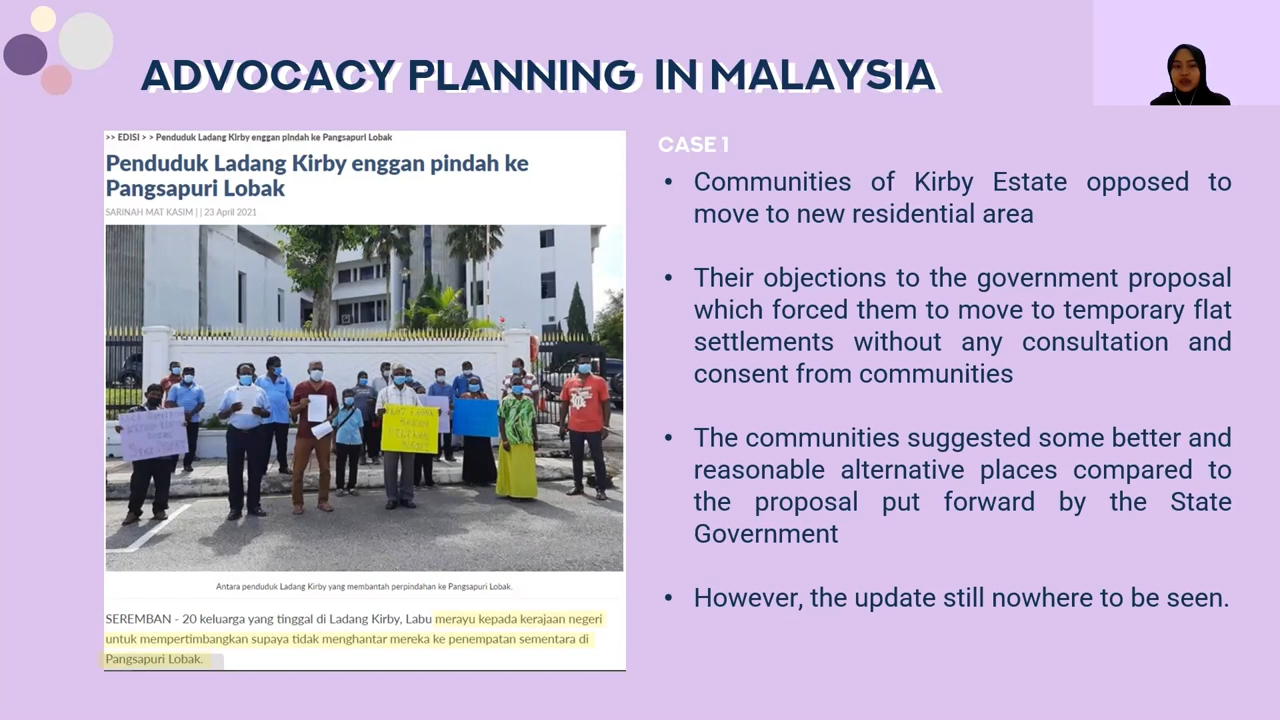 ADVOCACY PLANNING IN MALAYSIA
>> EDISI > > Penduduk Ladang Kirby enggan pindah ke Pangsapuri Lobak
Penduduk Ladang Kirby enggan pindah ke
Pangsapuri Lobak
SARINAH MAT KASIM | | 23 April 2021
Antara penduduk Ladang Kirby yang membantah perpindahan ke Pangsapuri Lobak.
SEREMBAN - 20 keluarga yang tinggal di Ladang Kirby, Labu merayu kepada kerajaan negeri
untuk mempertimbangkan supaya tidak menghantar mereka ke penempatan sementara di
Pangsapuri Lobak.
CASE 1
• Communities of Kirby Estate opposed to
move to new residential area
• Their objections to the government proposal
which forced them to move to temporary flat
settlements without any consultation and
consent from communities
• The communities suggested some better and
reasonable alternative places compared to
the proposal put forward by the State
Government
• However, the update still nowhere to be seen.